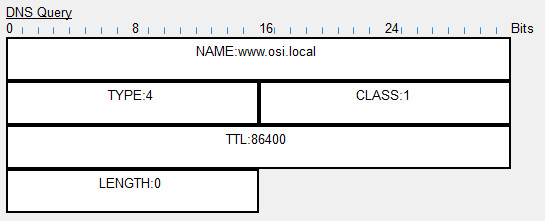 DNS Query
0 8 16 24 Bits
NAME:www.osi.local
TYPE:4 CLASS:1
TTL:86400
LENGTH:0